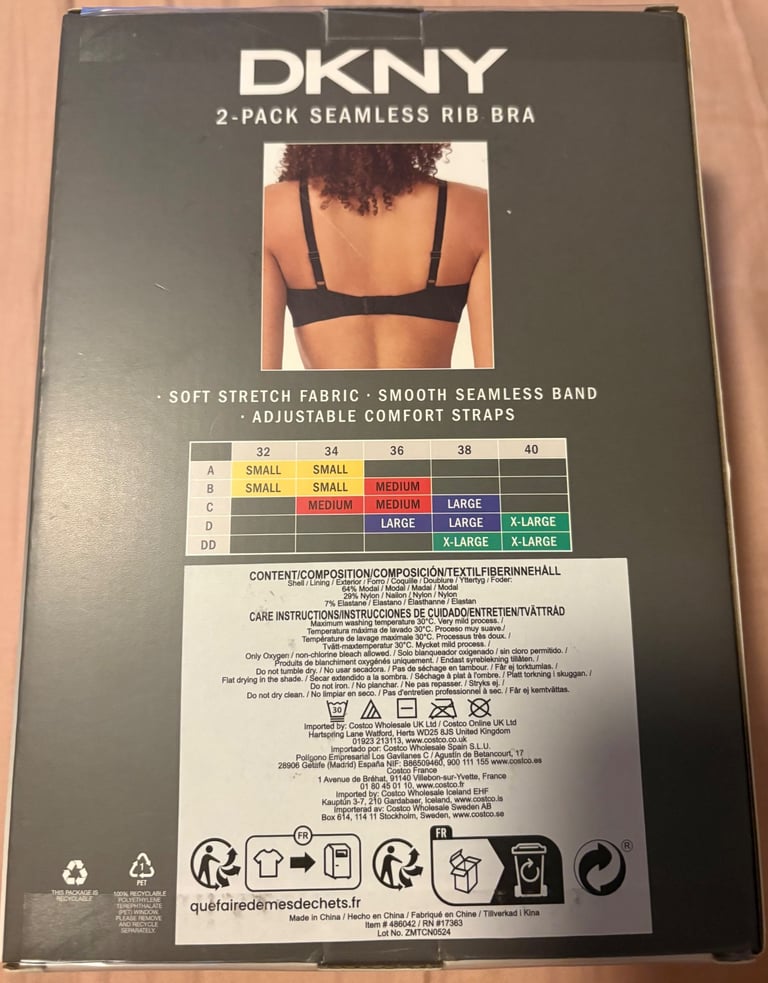 DKNY
2-PACK SEAMLESS RIB BRA
· SOFT STRETCH FABRIC · SMOOTH SEAMLESS BAND
· ADJUSTABLE COMFORT STRAPS
32 34 36 38 40
A SMALL SMALL
B SMALL SMALL MEDIUM
C MEDIUM MEDIUM LARGE
D LARGE LARGE X-LARGE
DD X-LARGE X-LARGE
CONTENT/COMPOSITION/COMPOSICIÓN/TEXTILFIBERINNEHÅLL
Shell / Lining / Exterior / Forro / Coquille / Doublure / Yttertyg / Foder:
64% Modal / Modal / Madal / Modal
29% Nylon / Nailon / Nylon / Nylon
7% Elastane / Elastano / Élasthanne / Elastan
CARE INSTRUCTIONS/INSTRUCCIONES DE CUIDADO/ENTRETIEN/TVÄTTRÅD
Maximum washing temperature 30°C. Very mild process. /
Temperatura máxima de lavado 30°C. Proceso muy suave./
Température de lavage maximale 30°C. Processus très doux. /
Tvätt-maxtemperatur 30°C. Mycket mild process. /
Only Oxygen / non-chlorine bleach allowed. / Solo blanqueador oxigenado / sin cloro permitido. /
Produits de blanchiment oxygénés uniquement. / Endast syreblekning tillåten. /
Do not tumble dry. / No usar secadora. / Pas de séchage en tambour. / Får ej torktumlas. /
Flat drying in the shade. / Secar extendido a la sombra. / Séchage à plat à l'ombre. / Platt torkning i skuggan. /
Do not iron. / No planchar. / Ne pas repasser. / Stryks ej. /
Do not dry clean. / No limpiar en seco. / Pas d'entretien professionnel à sec. / Får ej kemtvättas.
30
Imported by: Costco Wholesale UK Ltd / Costco Online UK Ltd
Hartspring Lane Watford, Herts WD25 8JS United Kingdom
01923 213113, www.costco.co.uk
Importado por: Costco Wholesale Spain S.L.U.
Polígono Empresarial Los Gavilanes C / Agustín de Betancourt, 17
28906 Getafe (Madrid) España NIF: B86509460, 900 111 155 www.costco.es
Costco France
1 Avenue de Bréhat, 91140 Villebon-sur-Yvette, France
01 80 45 01 10, www.costco.fr
Imported by: Costco Wholesale Iceland EHF
Kauptún 3-7, 210 Gardabaer, Iceland, www.costco.is
Importerad av: Costco Wholesale Sweden AB
Box 614, 114 11 Stockholm, Sweden, www.costco.se
FR
FR
®
quefairedemesdechets.fr
Made in China / Hecho en China / Fabriqué en Chine / Tillverkad i Kina
Item # 486042 / RN #17363
Lot No. ZMTCN0524
THIS PACKAGE IS
RECYCLABLE
1
PET
100% RECYCLABLE
POLYETHYLENE
TEREPHTHALATE
(PET) WINDOW.
PLEASE REMOVE
AND RECYCLE
SEPARATELY.